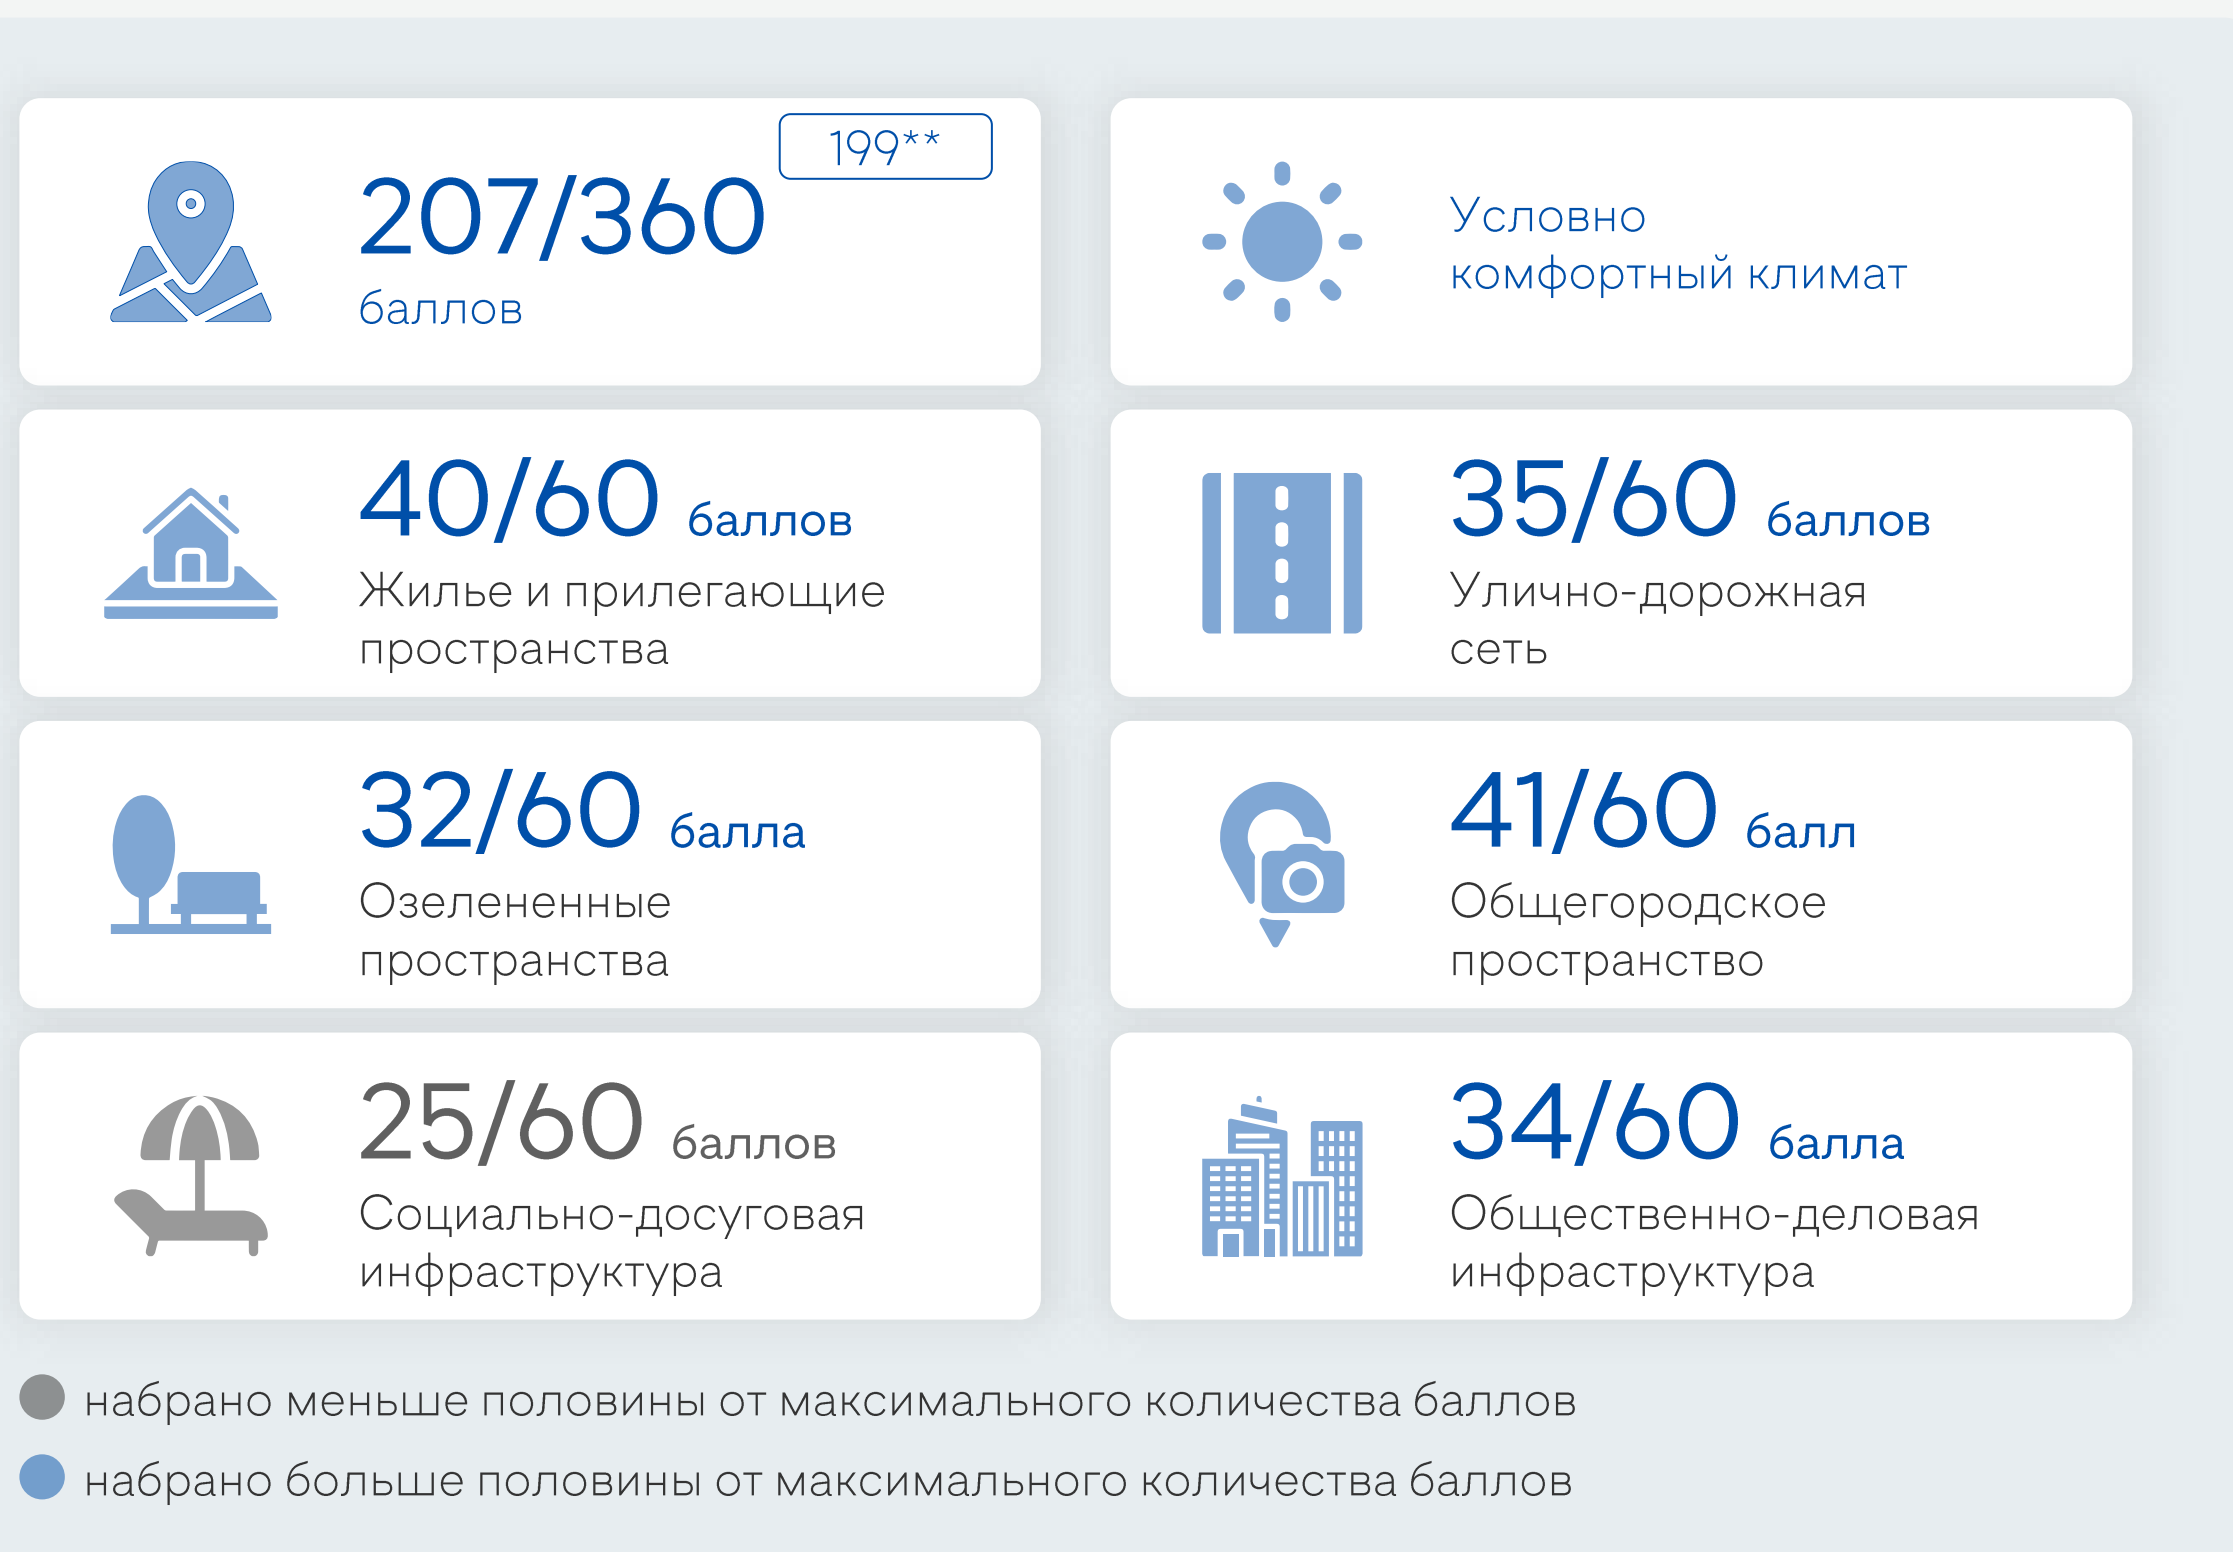 199**
207/360
баллов
Условно
комфортный климат
40/60 баллов
Жилье и прилегающие
пространства
35/60 баллов
Улично-дорожная
сеть
32/60 балла
Озелененные
пространства
41/60 балл
Общегородское
пространство
25/60 баллов
Социально-досуговая
инфраструктура
34/60 балла
Общественно-деловая
инфраструктура
набрано меньше половины от максимального количества баллов
набрано больше половины от максимального количества баллов